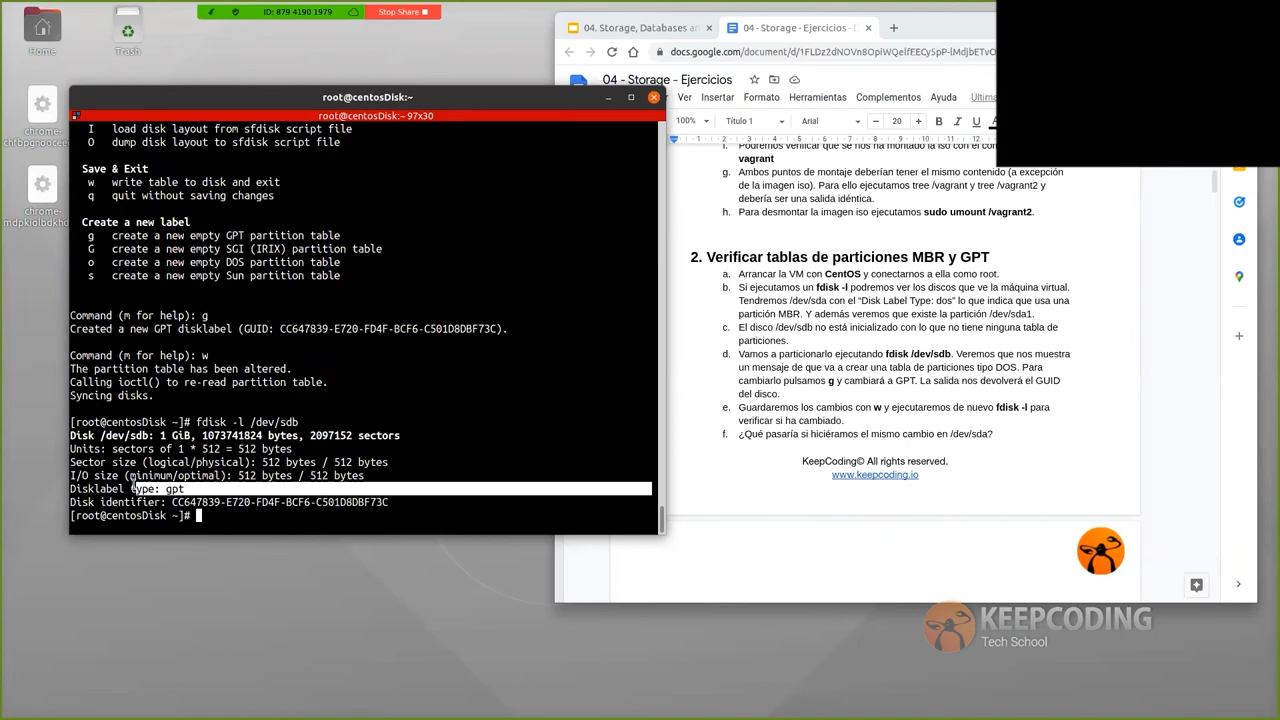 Home
Trash
chrome-
chfbpgnoocee
chrome-
mdpkiolbdkhd
ID: 879 4190 1979
Stop Share
root@centosDisk:~
root@centosDisk:~ 97x30
I load disk layout from sfdisk script file
O dump disk layout to sfdisk script file
Save & Exit
w write table to disk and exit
q quit without saving changes
Create a new label
g create a new empty GPT partition table
G create a new empty SGI (IRIX) partition table
o create a new empty DOS partition table
s create a new empty Sun partition table
Command (m for help): g
Created a new GPT disklabel (GUID: CC647839-E720-FD4F-BCF6-C501D8DBF73C).
Command (m for help): w
The partition table has been altered.
Calling ioctl() to re-read partition table.
Syncing disks.
[root@centosDisk ~]# fdisk -l /dev/sdb
Disk /dev/sdb: 1 GiB, 1073741824 bytes, 2097152 sectors
Units: sectors of 1 * 512 = 512 bytes
Sector size (logical/physical): 512 bytes / 512 bytes
I/O size (minimum/optimal): 512 bytes / 512 bytes
Disklabel type: gpt
Disk identifier: CC647839-E720-FD4F-BCF6-C501D8DBF73C
[root@centosDisk ~]#
04. Storage, Databases an
04 - Storage - Ejercicios - D
04 - Storage - Ejercicios
Ver Insertar Formato Herramientas Complementos Ayuda
100% Título 1 Arial 20 B I U A
vagrant
g. Ambos puntos de montaje deberían tener el mismo contenido (a excepción
de la imagen iso). Para ello ejecutamos tree /vagrant y tree /vagrant2 y
debería ser una salida idéntica.
h. Para desmontar la imagen iso ejecutamos sudo umount /vagrant2.
2. Verificar tablas de particiones MBR y GPT
a. Arrancar la VM con CentOS y conectarnos a ella como root.
b. Si ejecutamos un fdisk -l podremos ver los discos que ve la máquina virtual.
Tendremos /dev/sda con el “Disk Label Type: dos” lo que indica que usa una
partición MBR. Y además veremos que existe la partición /dev/sda1.
c. El disco /dev/sdb no está inicializado con lo que no tiene ninguna tabla de
particiones.
d. Vamos a particionarlo ejecutando fdisk /dev/sdb. Veremos que nos muestra
un mensaje de que va a crear una tabla de particiones tipo DOS. Para
cambiarlo pulsamos g y cambiará a GPT. La salida nos devolverá el GUID
del disco.
e. Guardaremos los cambios con w y ejecutaremos de nuevo fdisk -l para
verificar si ha cambiado.
f. ¿Qué pasaría si hiciéramos el mismo cambio en /dev/sda?
KeepCoding© All rights reserved.
www.keepcoding.io
KEEPCODING
Tech School